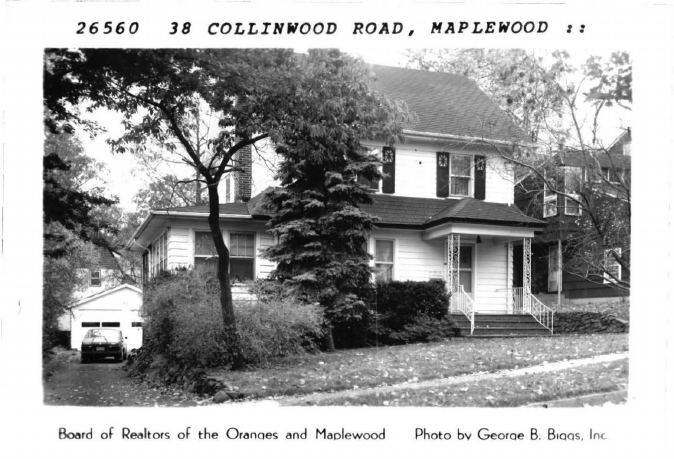 26560 38 COLLINWOOD ROAD, MAPLEWOOD ::
Board of Realtors of the Oranges and Maplewood Photo by George B. Biggs, Inc.